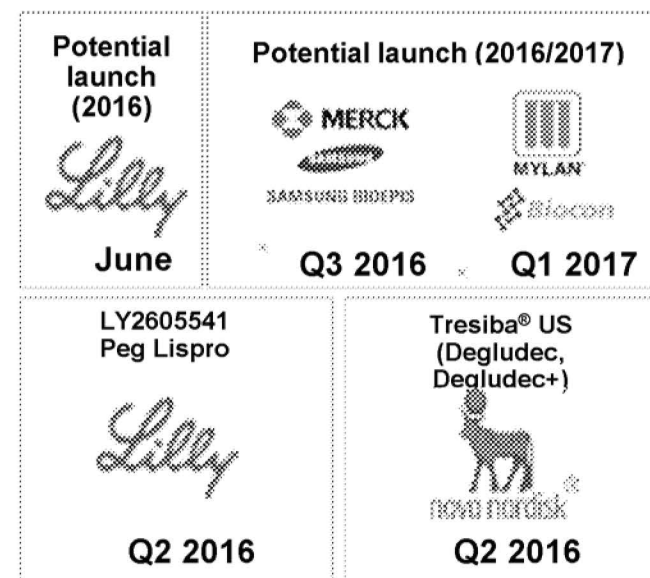 Potential
launch
(2016)
Lilly
June
Potential launch (2016/2017)
MERCK
SAMSUNG
SAMSUNG BIOEPIS
Q3 2016
MYLAN
Biocon
Q1 2017
LY2605541
Peg Lispro
Lilly
Q2 2016
Tresiba® US
(Degludec,
Degludec+)
novo nordisk
Q2 2016